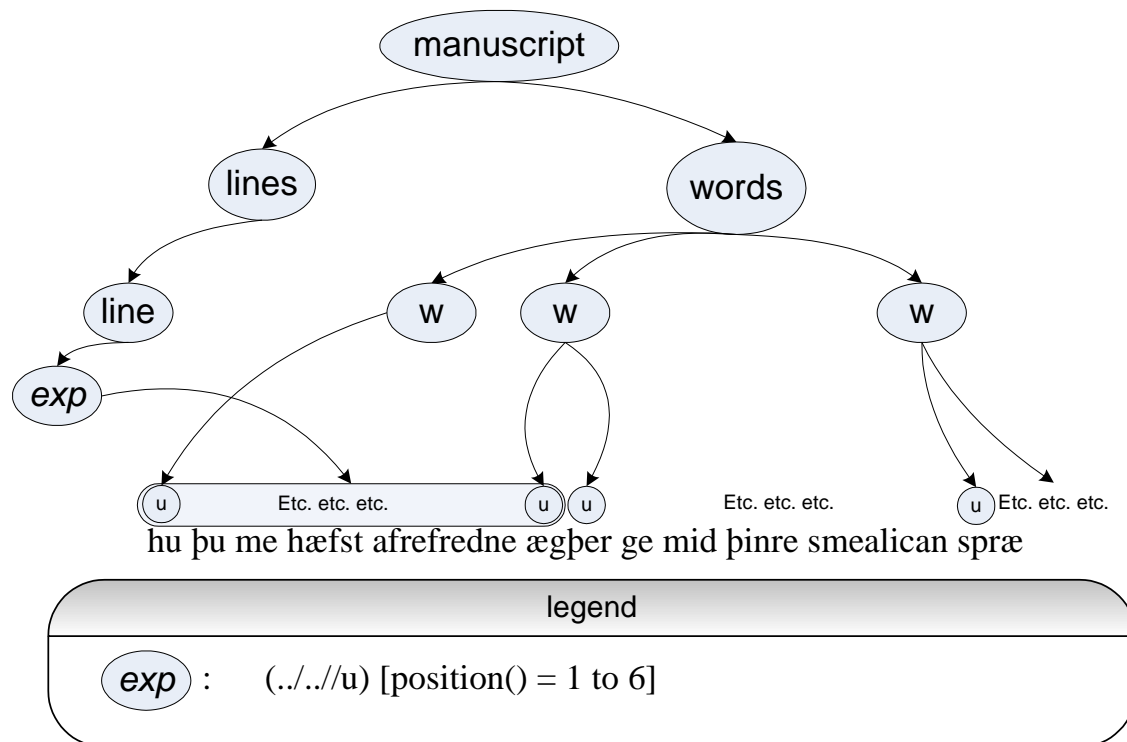 manuscript
lines
words
line
w
w
w
exp
u
Etc. etc. etc.
u
u
Etc. etc. etc.
u
Etc. etc. etc.
hu þu me hæfst afrefredne ægþer ge mid þinre smealican spræ
legend
exp : (../..//u) [position() = 1 to 6]